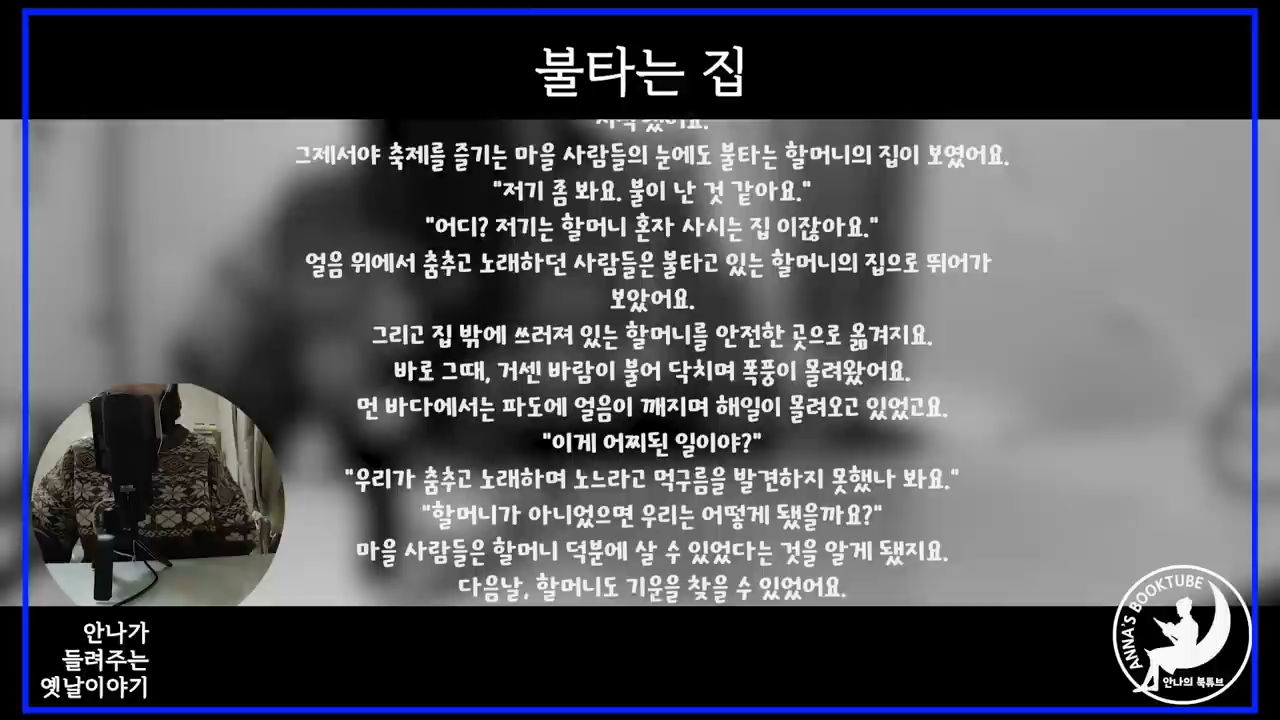 불타는 집
그제서야 축제를 즐기는 마을 사람들의 눈에도 불타는 할머니의 집이 보였어요.
"저기 좀 봐요. 불이 난 것 같아요."
"어디? 저기는 할머니 혼자 사시는 집 이잖아요."
얼음 위에서 춤추고 노래하던 사람들은 불타고 있는 할머니의 집으로 뛰어가
보았어요.
그리고 집 밖에 쓰러져 있는 할머니를 안전한 곳으로 옮겨지요.
바로 그때, 거센 바람이 불어 닥치며 폭풍이 몰려왔어요.
먼 바다에서는 파도에 얼음이 깨지며 해일이 몰려오고 있었고요.
"이게 어찌된 일이야?"
"우리가 춤추고 노래하며 노느라고 먹구름을 발견하지 못했나 봐요."
"할머니가 아니었으면 우리는 어떻게 됐을까요?"
마을 사람들은 할머니 덕분에 살 수 있었다는 것을 알게 됐지요.
다음날, 할머니도 기운을 찾을 수 있었어요.
안나가
들려주는
옛날이야기
ANNA'S BOOKTUBE
안나의 북튜브